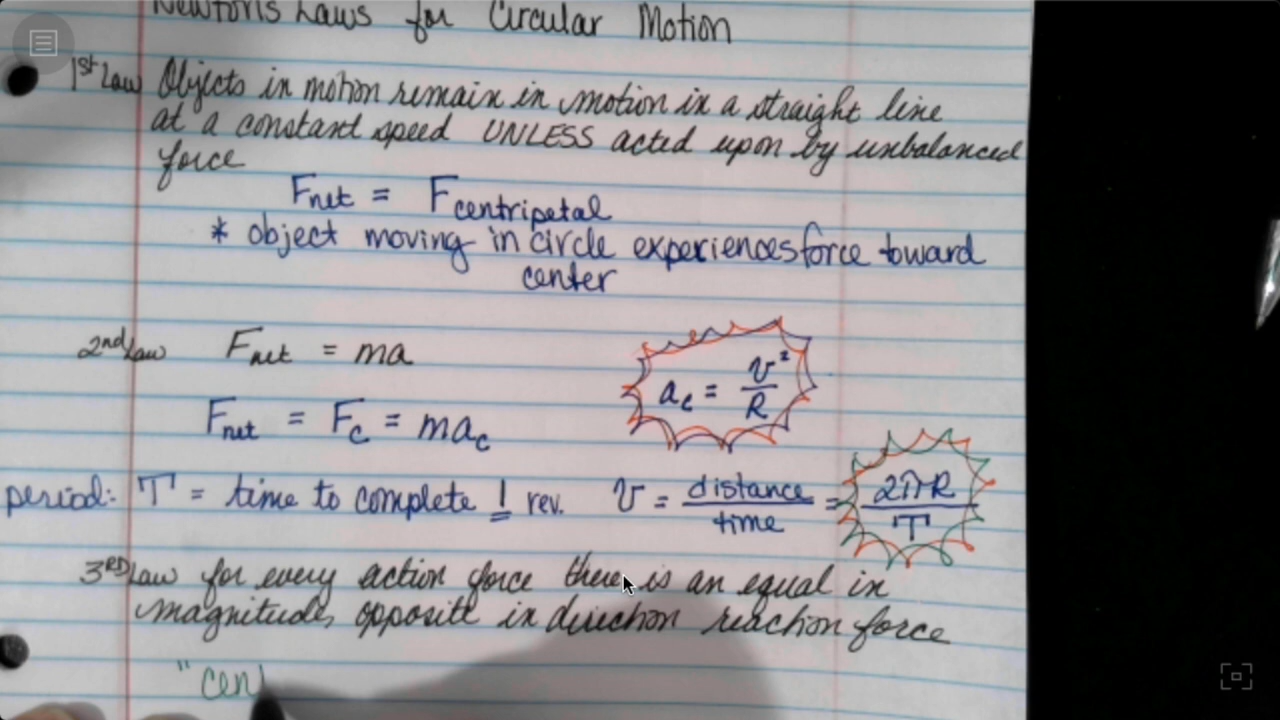 Newton's Laws for Circular Motion
1st Law Objects in motion remain in motion in a straight line
at a constant speed UNLESS acted upon by unbalanced
force
Fnet = Fcentripetal
* object moving in circle experiences force toward
center
2nd Law Fnet = ma
ac = v²/R
Fnet = Fc = mac
period: T = time to complete 1 rev. v = distance/time = 2πR/T
3RD Law for every action force there is an equal in
magnitude, opposite in direction reaction force
"cen